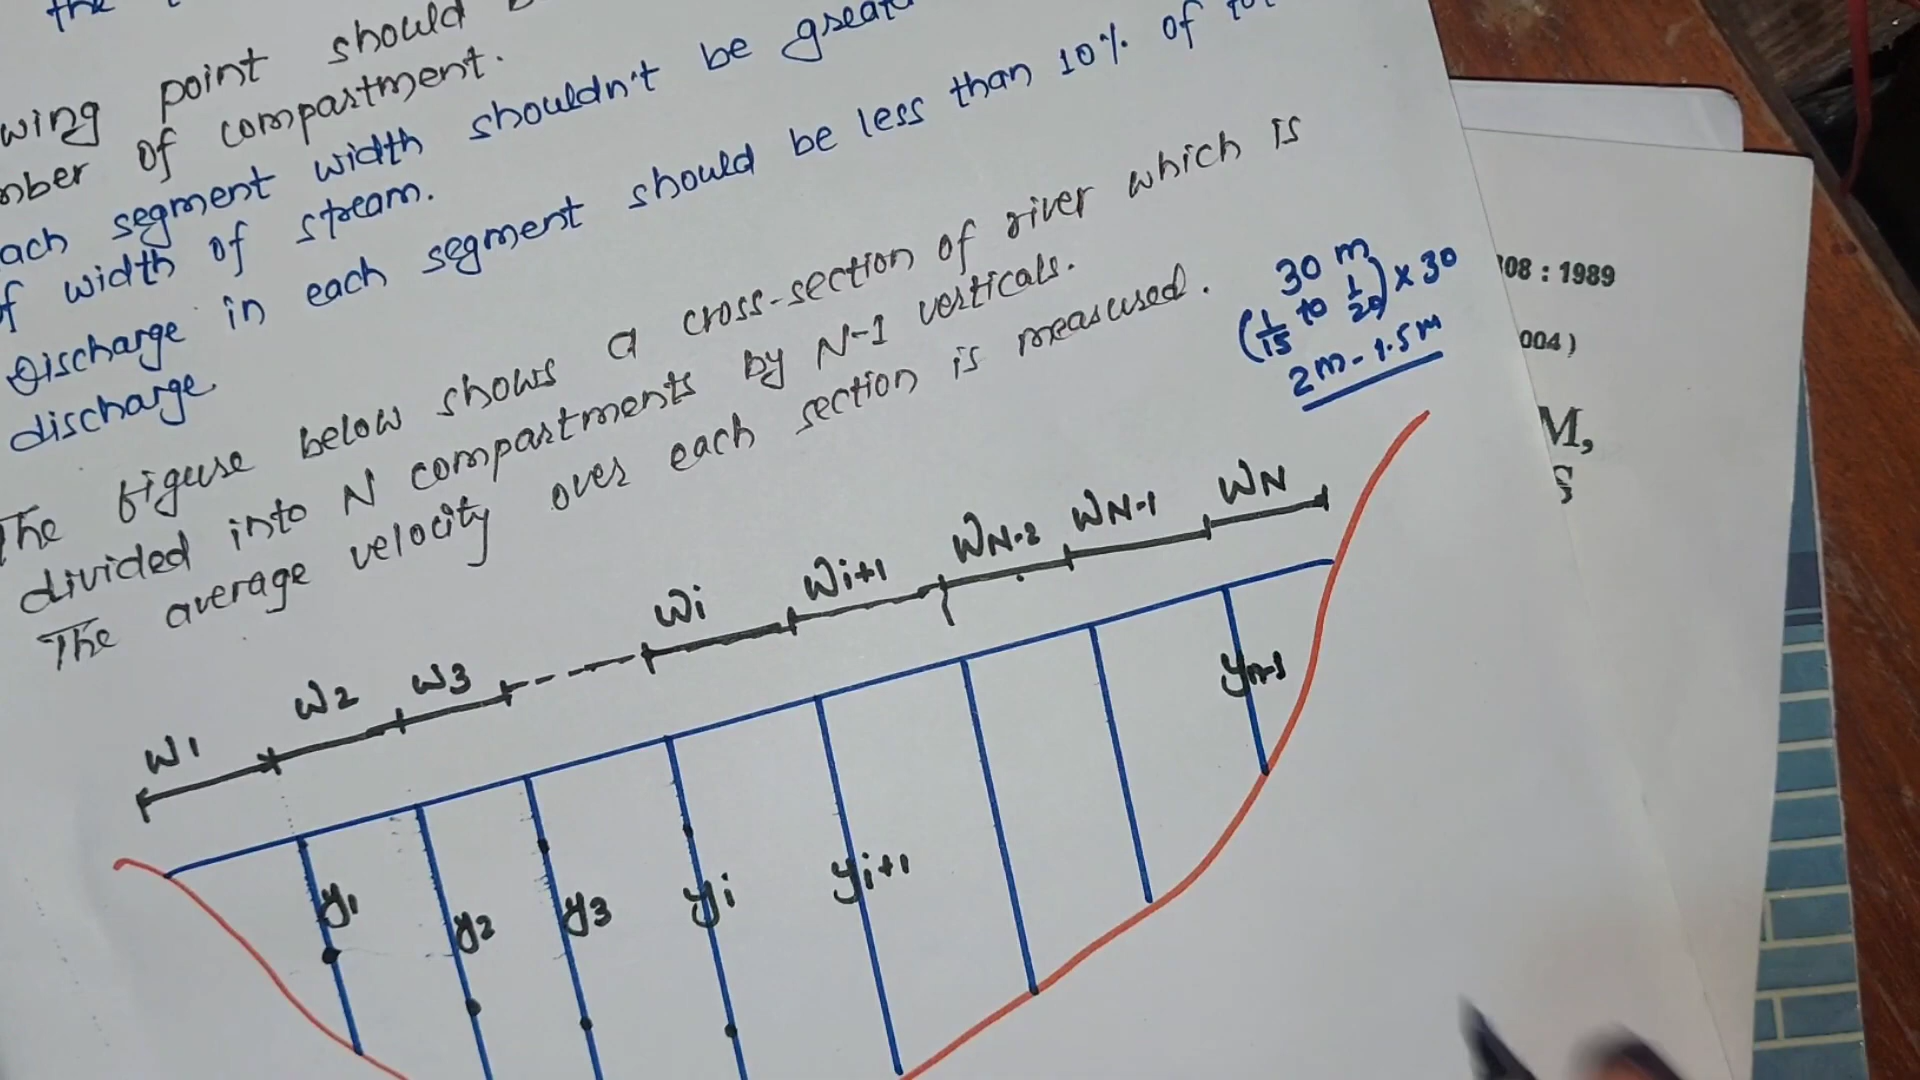 the
wing point should
of compartment.
segment width shouldn't be
width of stream.
Discharge in each segment should be less than 10% of
discharge
The figure below shows a cross-section of river which is
divided into N compartments by N-1 verticals.
The average velocity over each section is measured.
30 m
(1/15 to 1/20) x 30
2m - 1.5m
08 : 1989
004 )
M,
S
W1 W2 W3 Wi Wi+1 WN-2 WN-1 WN
y1 y2 y3 yi yi+1 yN-1